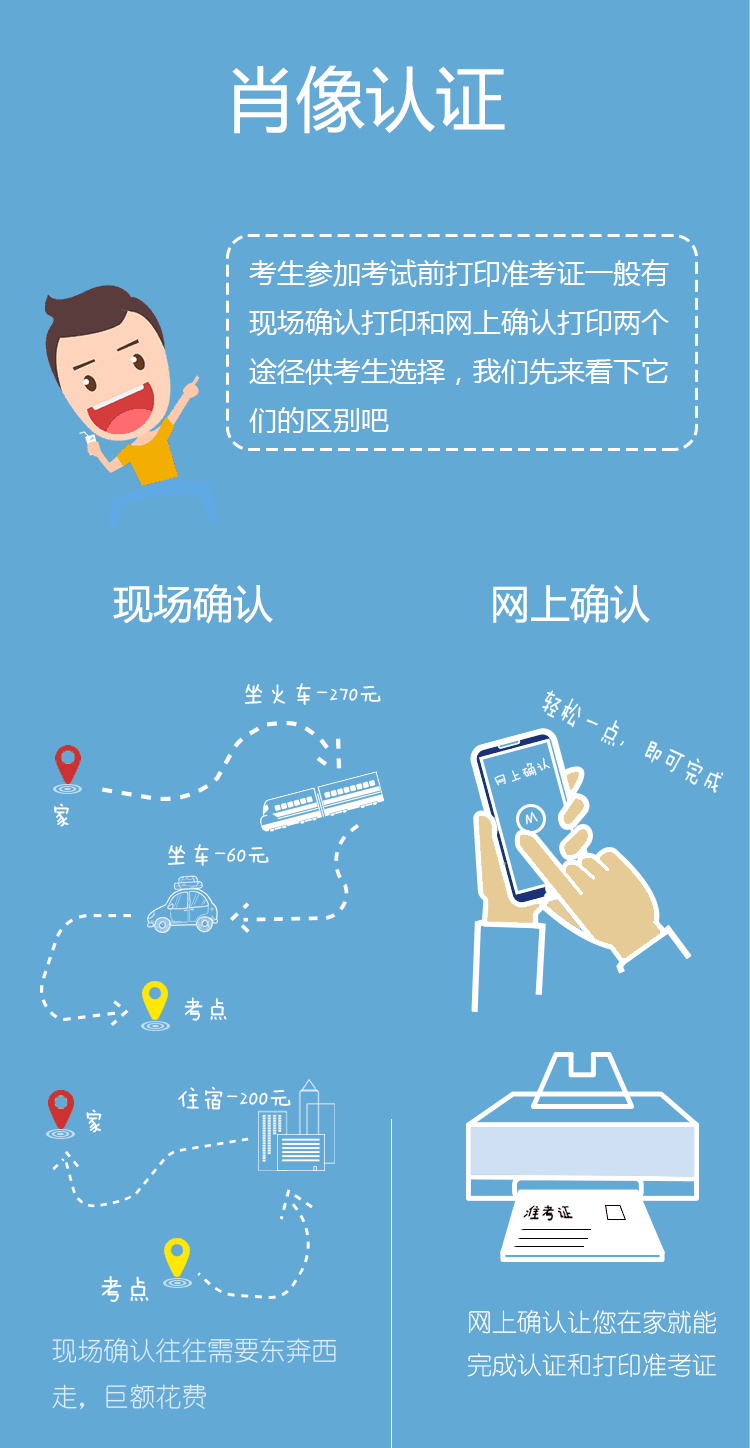 肖像认证
考生参加考试前打印准考证一般有
现场确认打印和网上确认打印两个
途径供考生选择，我们先来看下它
们的区别吧
现场确认
网上确认
坐火车-270元
家
坐车-60元
考点
家
住宿-200元
考点
现场确认往往需要东奔西
走，巨额花费
轻松一点，即可完成
网上确认
W
准考证
网上确认让您在家就能
完成认证和打印准考证